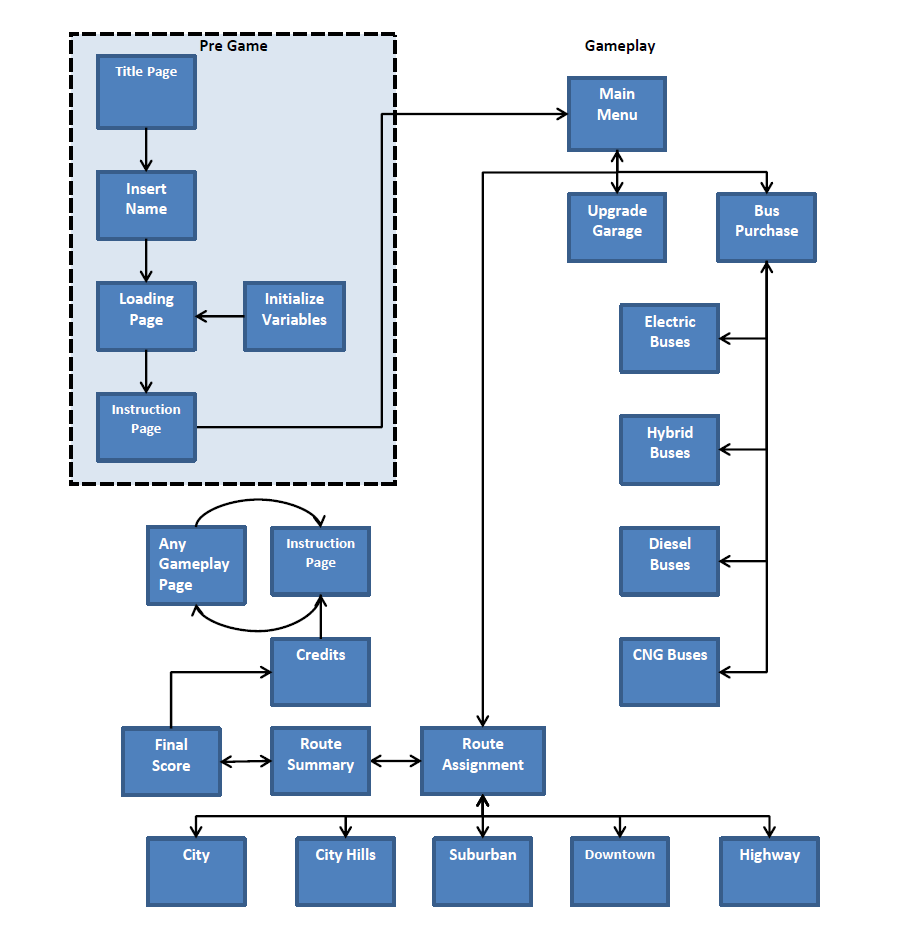 Pre Game
Title Page
Insert
Name
Loading
Page
Initialize
Variables
Instruction
Page
Gameplay
Main
Menu
Upgrade
Garage
Bus
Purchase
Electric
Buses
Hybrid
Buses
Diesel
Buses
CNG Buses
Any
Gameplay
Page
Instruction
Page
Credits
Final
Score
Route
Summary
Route
Assignment
City
City Hills
Suburban
Downtown
Highway